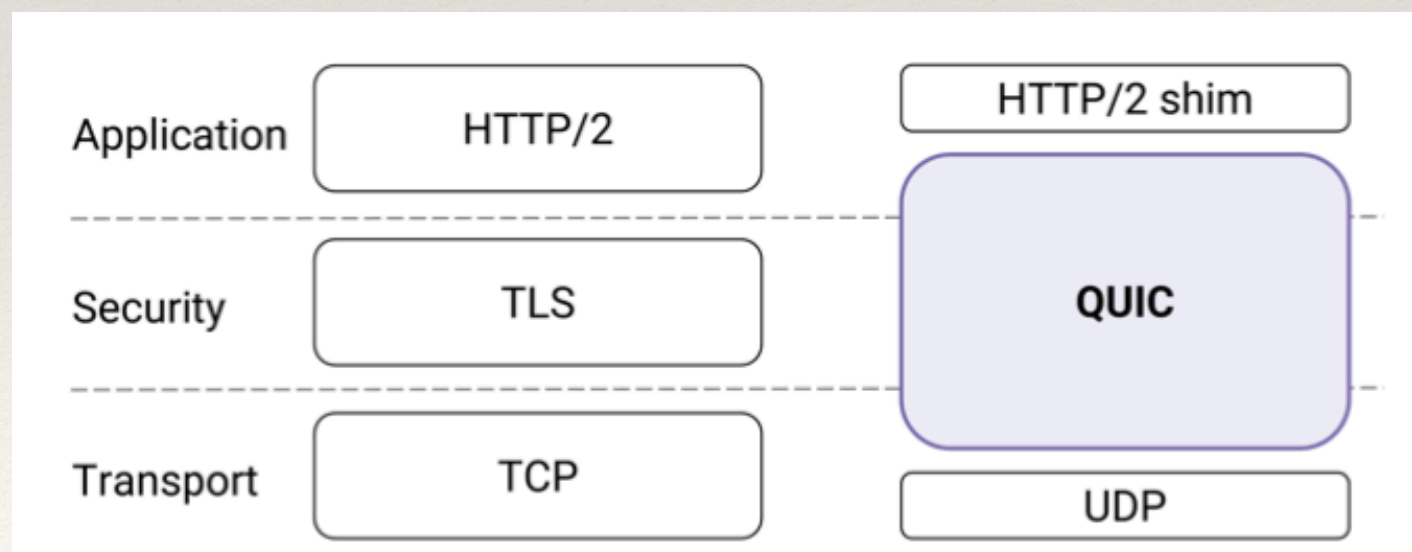 Application
HTTP/2
HTTP/2 shim
Security
TLS
QUIC
Transport
TCP
UDP